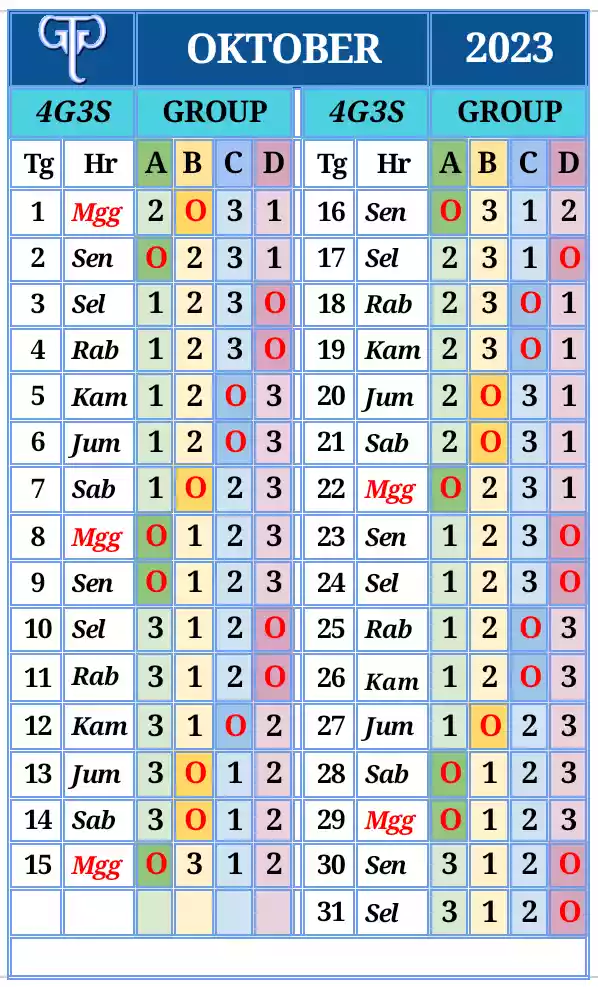 GTP OKTOBER 2023
4G3S GROUP 4G3S GROUP
Tg Hr A B C D Tg Hr A B C D
1 Mgg 2 O 3 1 16 Sen O 3 1 2
2 Sen O 2 3 1 17 Sel 2 3 1 O
3 Sel 1 2 3 O 18 Rab 2 3 O 1
4 Rab 1 2 3 O 19 Kam 2 3 O 1
5 Kam 1 2 O 3 20 Jum 2 O 3 1
6 Jum 1 2 O 3 21 Sab 2 O 3 1
7 Sab 1 O 2 3 22 Mgg O 2 3 1
8 Mgg O 1 2 3 23 Sen 1 2 3 O
9 Sen O 1 2 3 24 Sel 1 2 3 O
10 Sel 3 1 2 O 25 Rab 1 2 O 3
11 Rab 3 1 2 O 26 Kam 1 2 O 3
12 Kam 3 1 O 2 27 Jum 1 O 2 3
13 Jum 3 O 1 2 28 Sab O 1 2 3
14 Sab 3 O 1 2 29 Mgg O 1 2 3
15 Mgg O 3 1 2 30 Sen 3 1 2 O
31 Sel 3 1 2 O